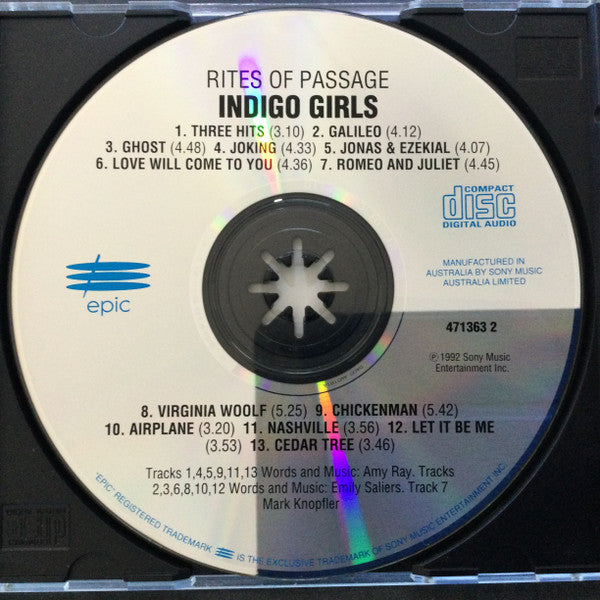 RITES OF PASSAGE
INDIGO GIRLS
1. THREE HITS (3.10) 2. GALILEO (4.12)
3. GHOST (4.48) 4. JOKING (4.33) 5. JONAS & EZEKIAL (4.07)
6. LOVE WILL COME TO YOU (4.36) 7. ROMEO AND JULIET (4.45)
COMPACT
disc
DIGITAL AUDIO
epic
MANUFACTURED IN
AUSTRALIA BY SONY MUSIC
AUSTRALIA LIMITED
471363 2
℗ 1992 Sony Music
Entertainment Inc.
8. VIRGINIA WOOLF (5.25) 9. CHICKENMAN (5.42)
10. AIRPLANE (3.20) 11. NASHVILLE (3.56) 12. LET IT BE ME
(3.53) 13. CEDAR TREE (3.46)
Tracks 1,4,5,9,11,13 Words and Music: Amy Ray. Tracks
2,3,6,8,10,12 Words and Music: Emily Saliers. Track 7
Mark Knopfler
'EPIC' REGISTERED TRADEMARK IS THE EXCLUSIVE TRADEMARK OF SONY MUSIC ENTERTAINMENT INC.